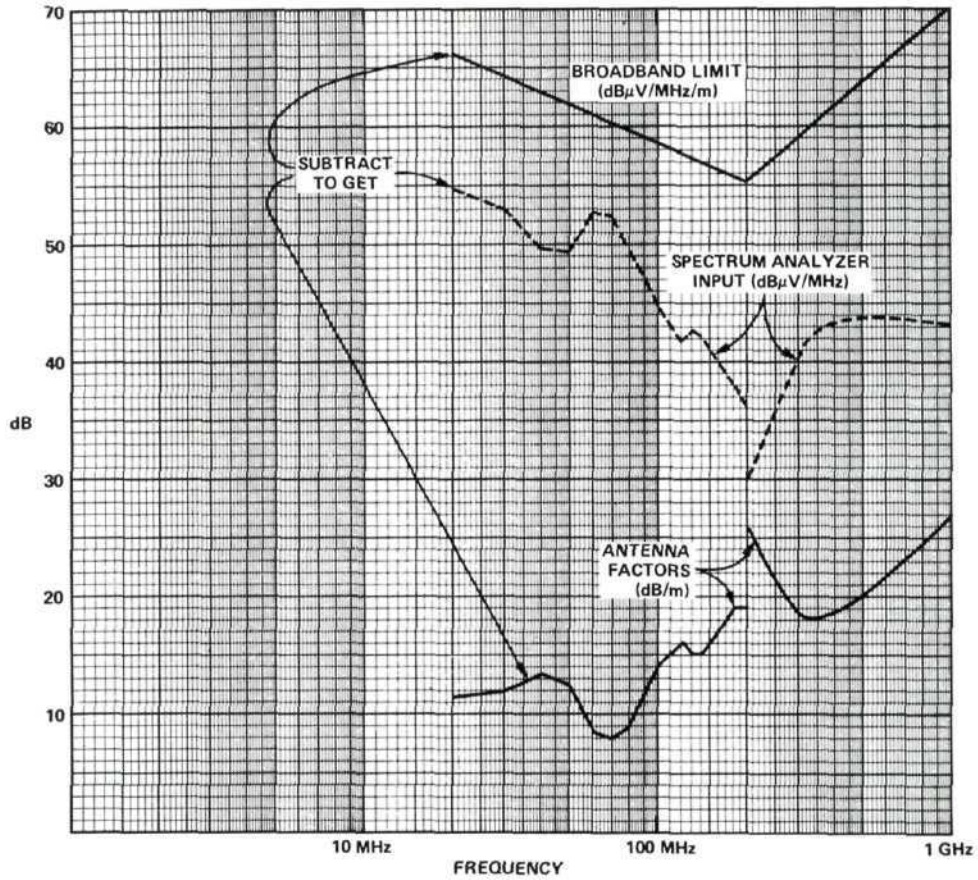 70
60
50
40
dB
30
20
10
BROADBAND LIMIT
(dBμV/MHz/m)
SUBTRACT
TO GET
SPECTRUM ANALYZER
INPUT (dBμV/MHz)
ANTENNA
FACTORS
(dB/m)
10 MHz
100 MHz
1 GHz
FREQUENCY